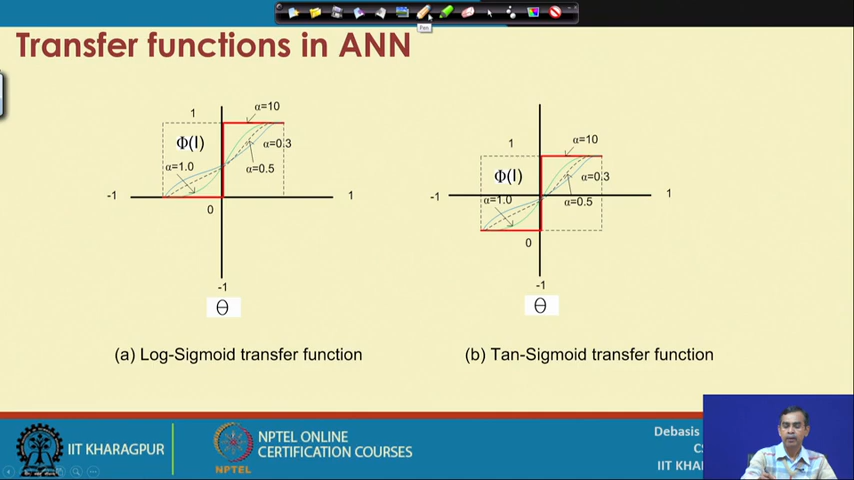 Transfer functions in ANN
1
α=10
Φ(I)
α=0.3
α=1.0
α=0.5
-1
1
0
-1
Θ
(a) Log-Sigmoid transfer function
1
α=10
Φ(I)
α=0.3
α=1.0
α=0.5
-1
1
0
-1
Θ
(b) Tan-Sigmoid transfer function
Pen
IIT KHARAGPUR
NPTEL
NPTEL ONLINE
CERTIFICATION COURSES
Debasis
CS
IIT KHA